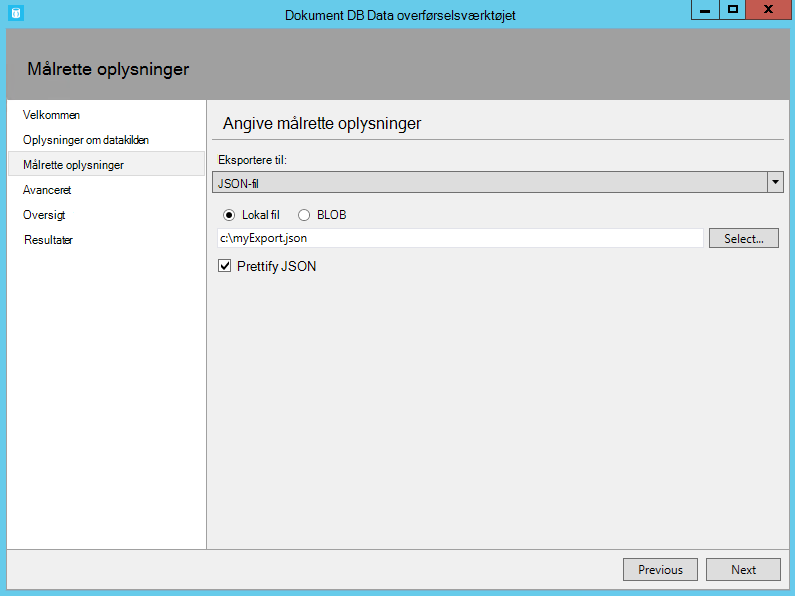 Dokument DB Data overførselsværktøjet
Målrette oplysninger
Velkommen
Oplysninger om datakilden
Målrette oplysninger
Avanceret
Oversigt
Resultater
Angive målrette oplysninger
Eksportere til:
JSON-fil
Lokal fil BLOB
c:\myExport.json Select...
Prettify JSON
Previous Next